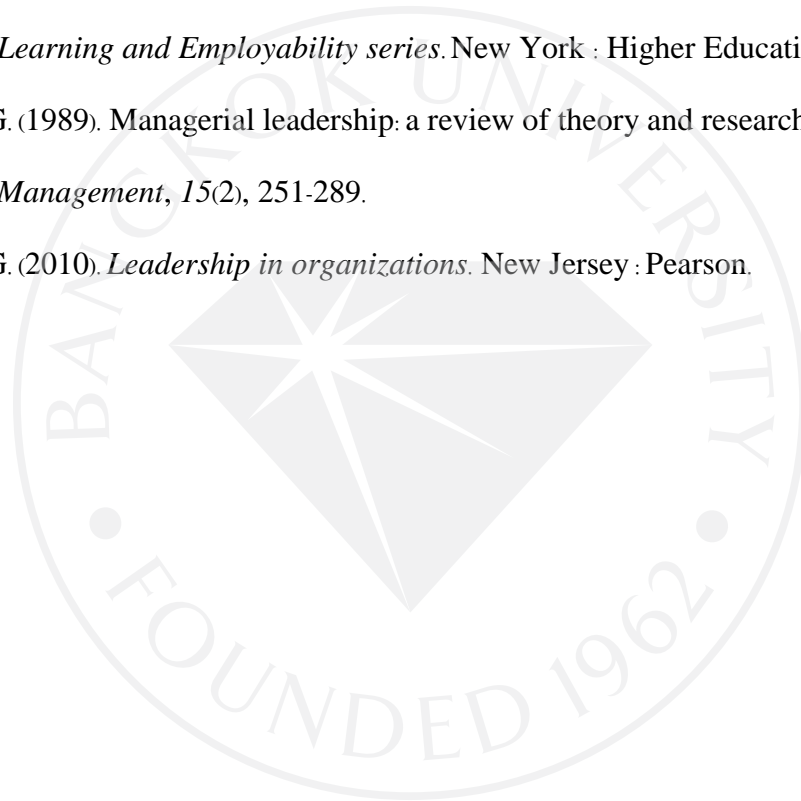 Learning and Employability series. New York : Higher Educati
G. (1989). Managerial leadership: a review of theory and research
Management, 15(2), 251-289.
G. (2010). Leadership in organizations. New Jersey : Pearson.
BANGKOK UNIVERSITY
FOUNDED 1962